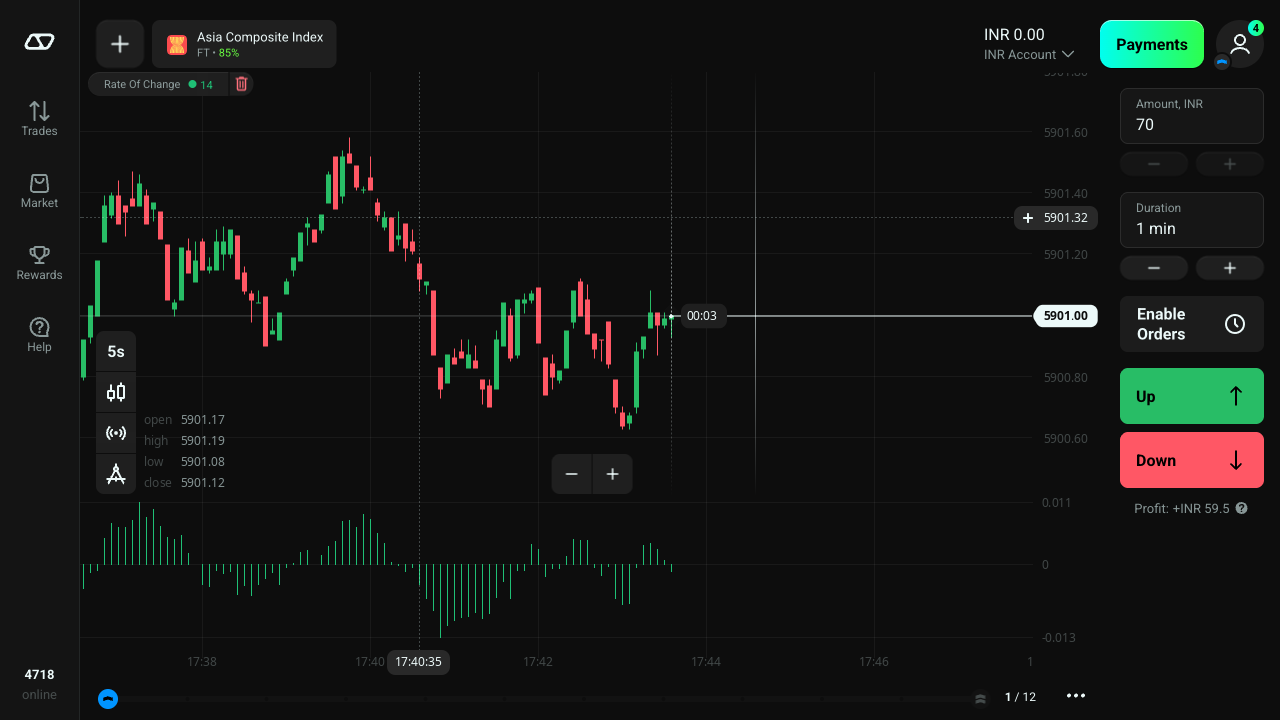 Asia Composite Index
FT • 85%
INR 0.00
INR Account
Payments
4
Rate Of Change
14
Trades
Market
Rewards
Help
4718
online
5901.60
5901.40
5901.32
5901.20
5901.00
5900.80
5900.60
00:03
5s
open 5901.17
high 5901.19
low 5901.08
close 5901.12
0.011
0
-0.013
17:38
17:40
17:40:35
17:42
17:44
17:46
1
1 / 12
Amount, INR
70
Duration
1 min
Enable
Orders
Up
Down
Profit: +INR 59.5